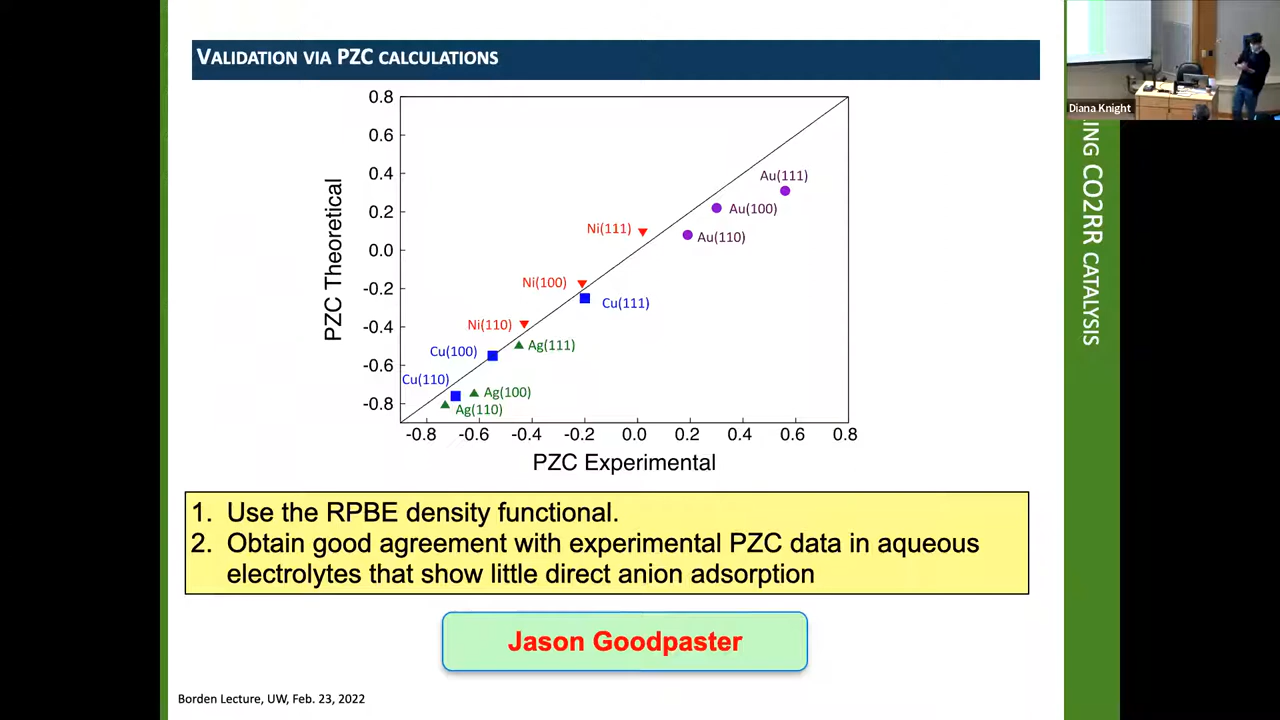 VALIDATION VIA PZC CALCULATIONS
Diana Knight
ING CO2RR CATALYSIS
PZC Theoretical
0.8
0.6
0.4
0.2
0.0
-0.2
-0.4
-0.6
-0.8
Au(111)
Au(100)
Au(110)
Ni(111)
Ni(100)
Cu(111)
Ni(110)
Ag(111)
Cu(100)
Cu(110)
Ag(100)
Ag(110)
-0.8 -0.6 -0.4 -0.2 0.0 0.2 0.4 0.6 0.8
PZC Experimental
1. Use the RPBE density functional.
2. Obtain good agreement with experimental PZC data in aqueous
electrolytes that show little direct anion adsorption
Jason Goodpaster
Borden Lecture, UW, Feb. 23, 2022